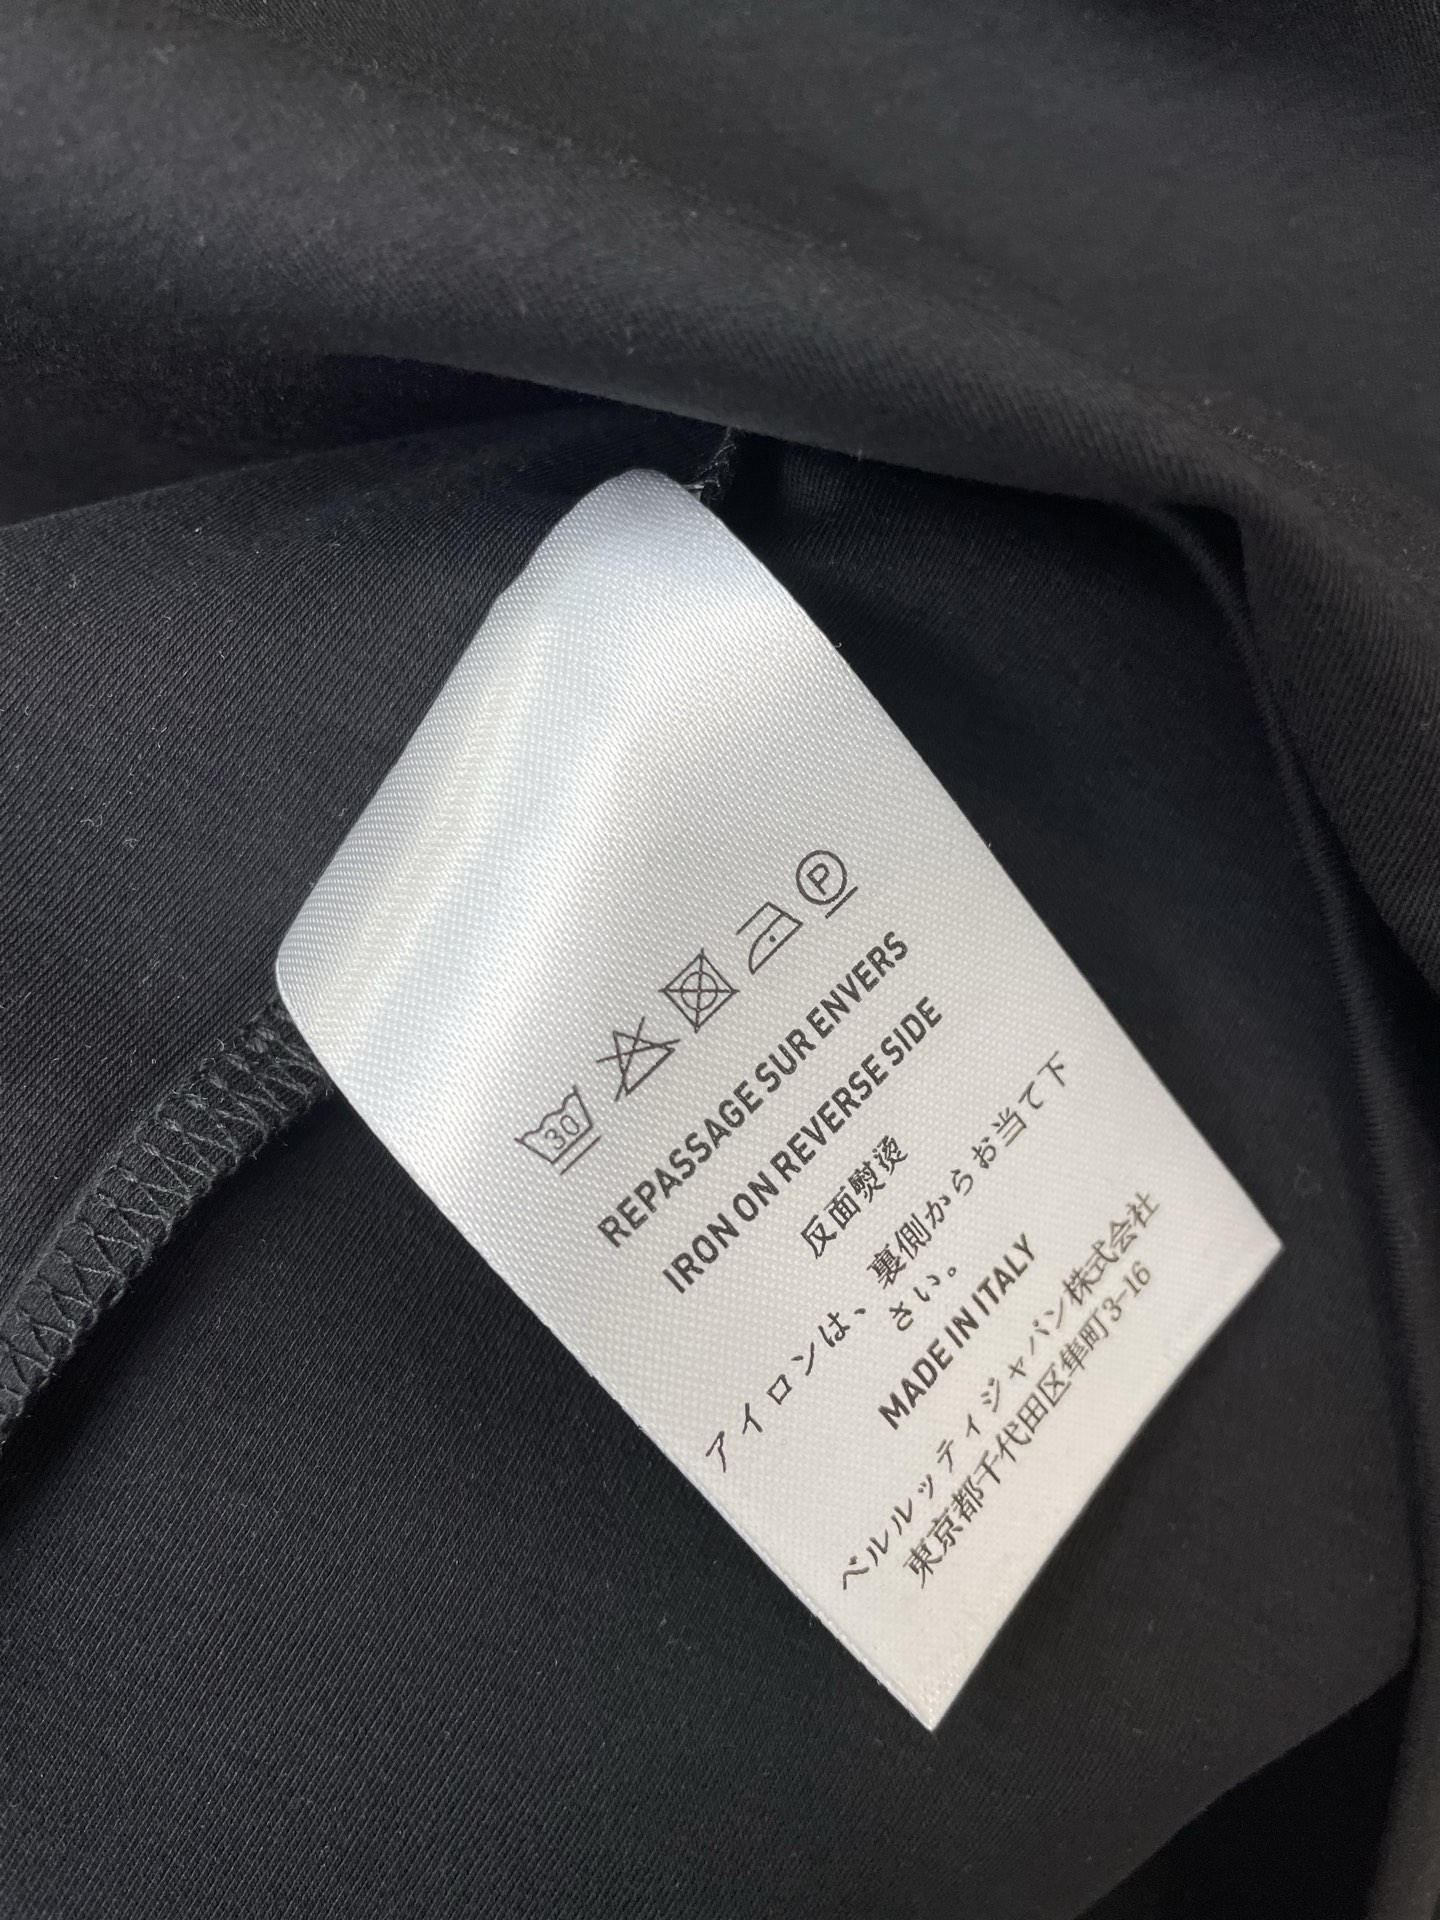 30 P
REPASSAGE SUR ENVERS
IRON ON REVERSE SIDE
反面熨烫
アイロンは、裏側からお当て下
さい。
MADE IN ITALY
ベルルッティジャパン株式会社
東京都千代田区隼町3-16